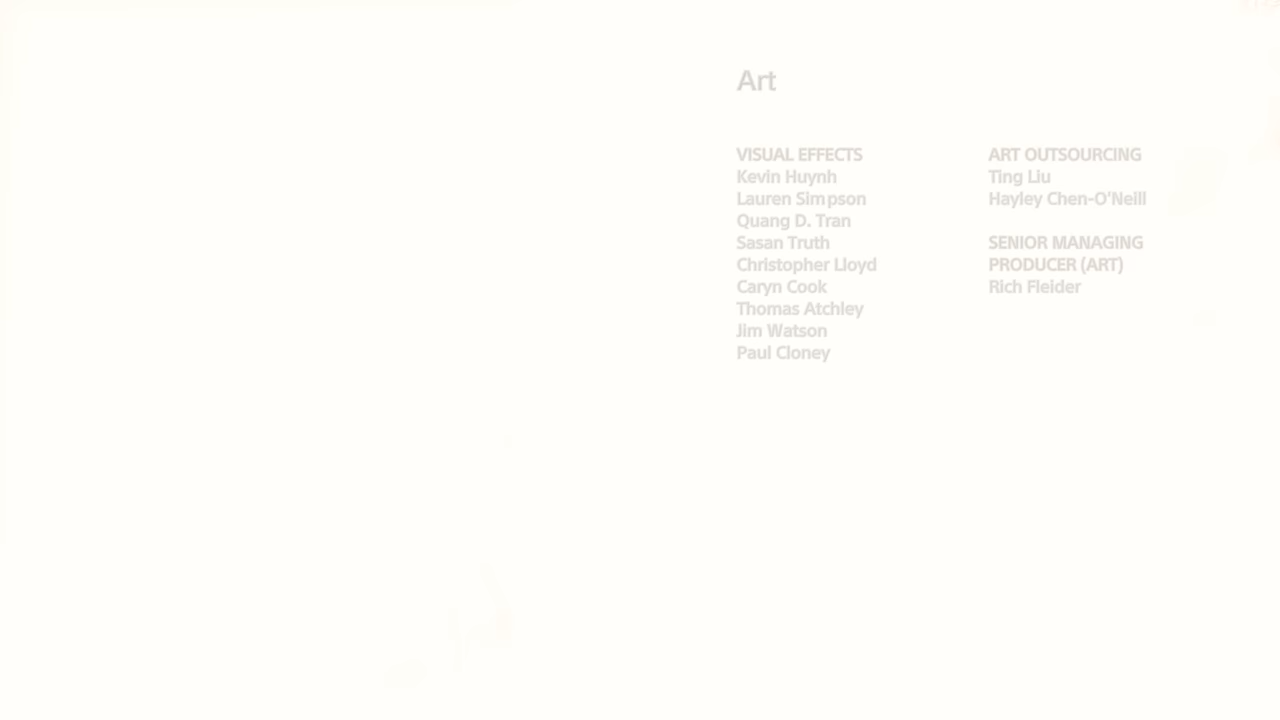 Art
VISUAL EFFECTS
Kevin Huynh
Lauren Simpson
Quang D. Tran
Sasan Truth
Christopher Lloyd
Caryn Cook
Thomas Atchley
Jim Watson
Paul Cloney
ART OUTSOURCING
Ting Liu
Hayley Chen-O'Neill
SENIOR MANAGING
PRODUCER (ART)
Rich Fleider